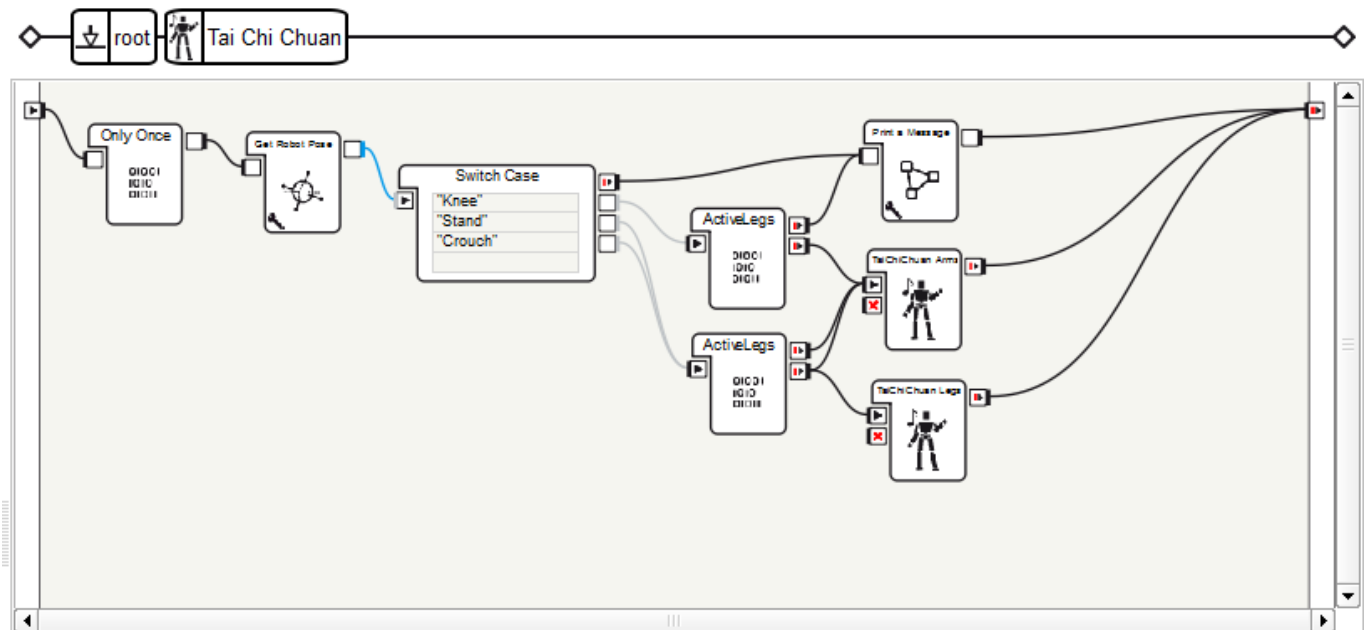 root
Tai Chi Chuan
Only Once
Get Robot Pose
Switch Case
"Knee"
"Stand"
"Crouch"
ActiveLegs
ActiveLegs
Print a Message
TaiChiChuan Arms
TaiChiChuan Legs